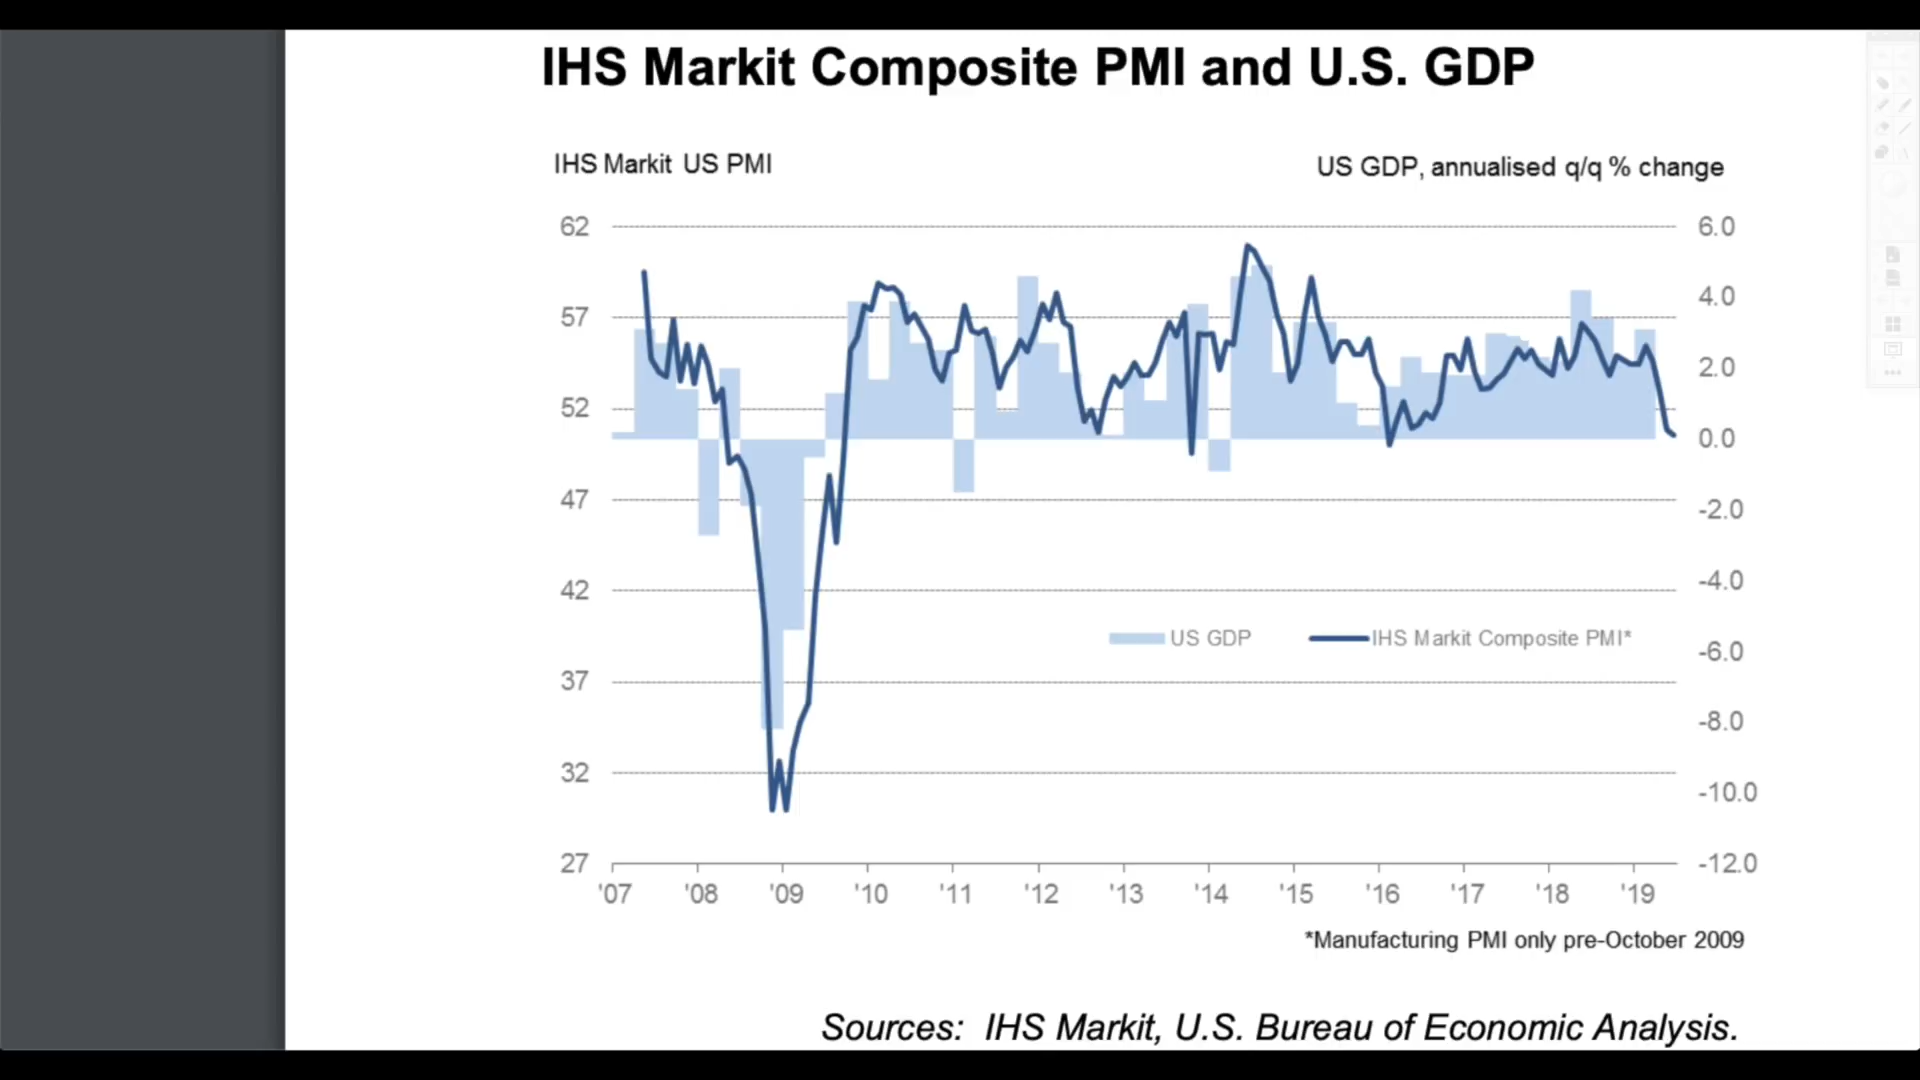 IHS Markit Composite PMI and U.S. GDP
IHS Markit US PMI
US GDP, annualised q/q % change
62
6.0
57
4.0
52
2.0
0.0
47
-2.0
42
-4.0
US GDP
IHS Markit Composite PMI*
-6.0
37
-8.0
32
-10.0
27
-12.0
'07 '08 '09 '10 '11 '12 '13 '14 '15 '16 '17 '18 '19
*Manufacturing PMI only pre-October 2009
Sources: IHS Markit, U.S. Bureau of Economic Analysis.